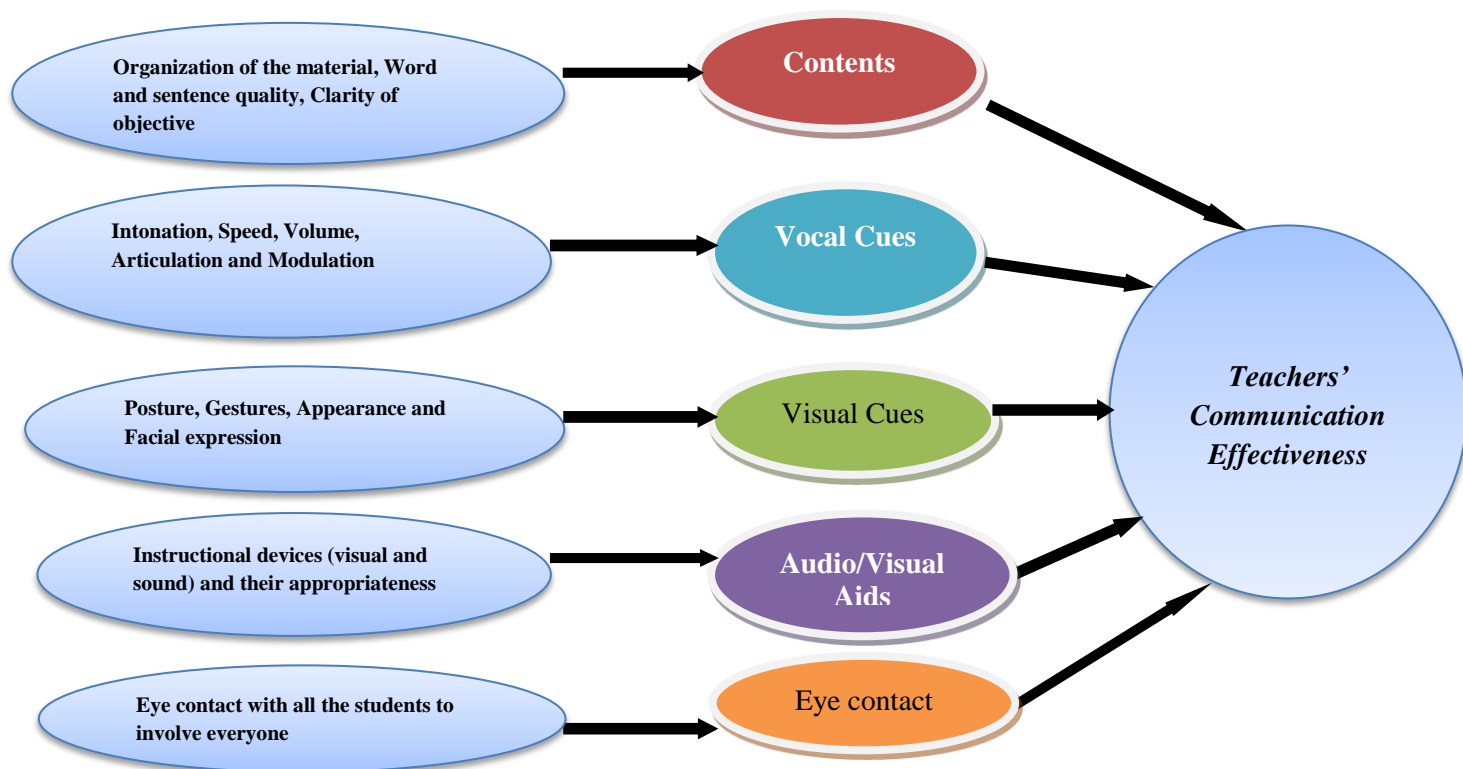 Organization of the material, Word
and sentence quality, Clarity of
objective
Contents
Intonation, Speed, Volume,
Articulation and Modulation
Vocal Cues
Posture, Gestures, Appearance and
Facial expression
Visual Cues
Instructional devices (visual and
sound) and their appropriateness
Audio/Visual
Aids
Eye contact with all the students to
involve everyone
Eye contact
Teachers’
Communication
Effectiveness